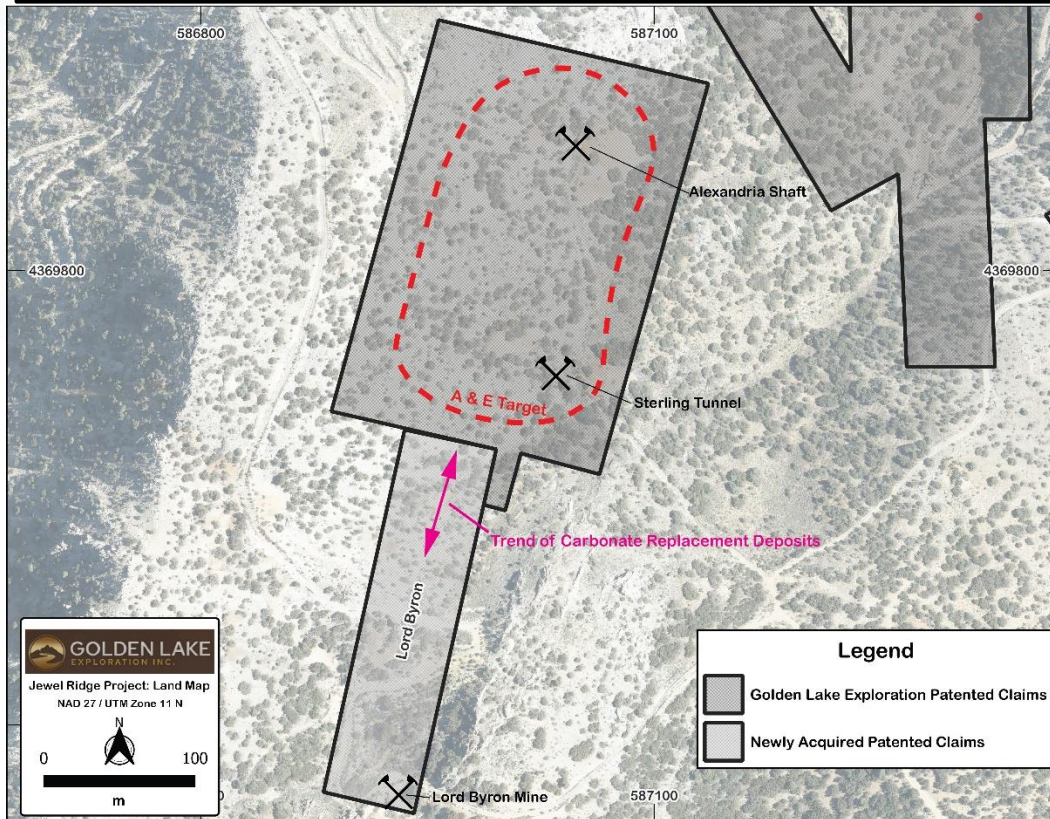 586800
587100
Alexandria Shaft
4369800
4369800
A & E Target
Sterling Tunnel
Trend of Carbonate Replacement Deposits
Lord Byron
GOLDEN LAKE
EXPLORATION INC.
Jewel Ridge Project: Land Map
NAD 27 / UTM Zone 11 N
N
0 100
m
Legend
Golden Lake Exploration Patented Claims
Newly Acquired Patented Claims
Lord Byron Mine
587100